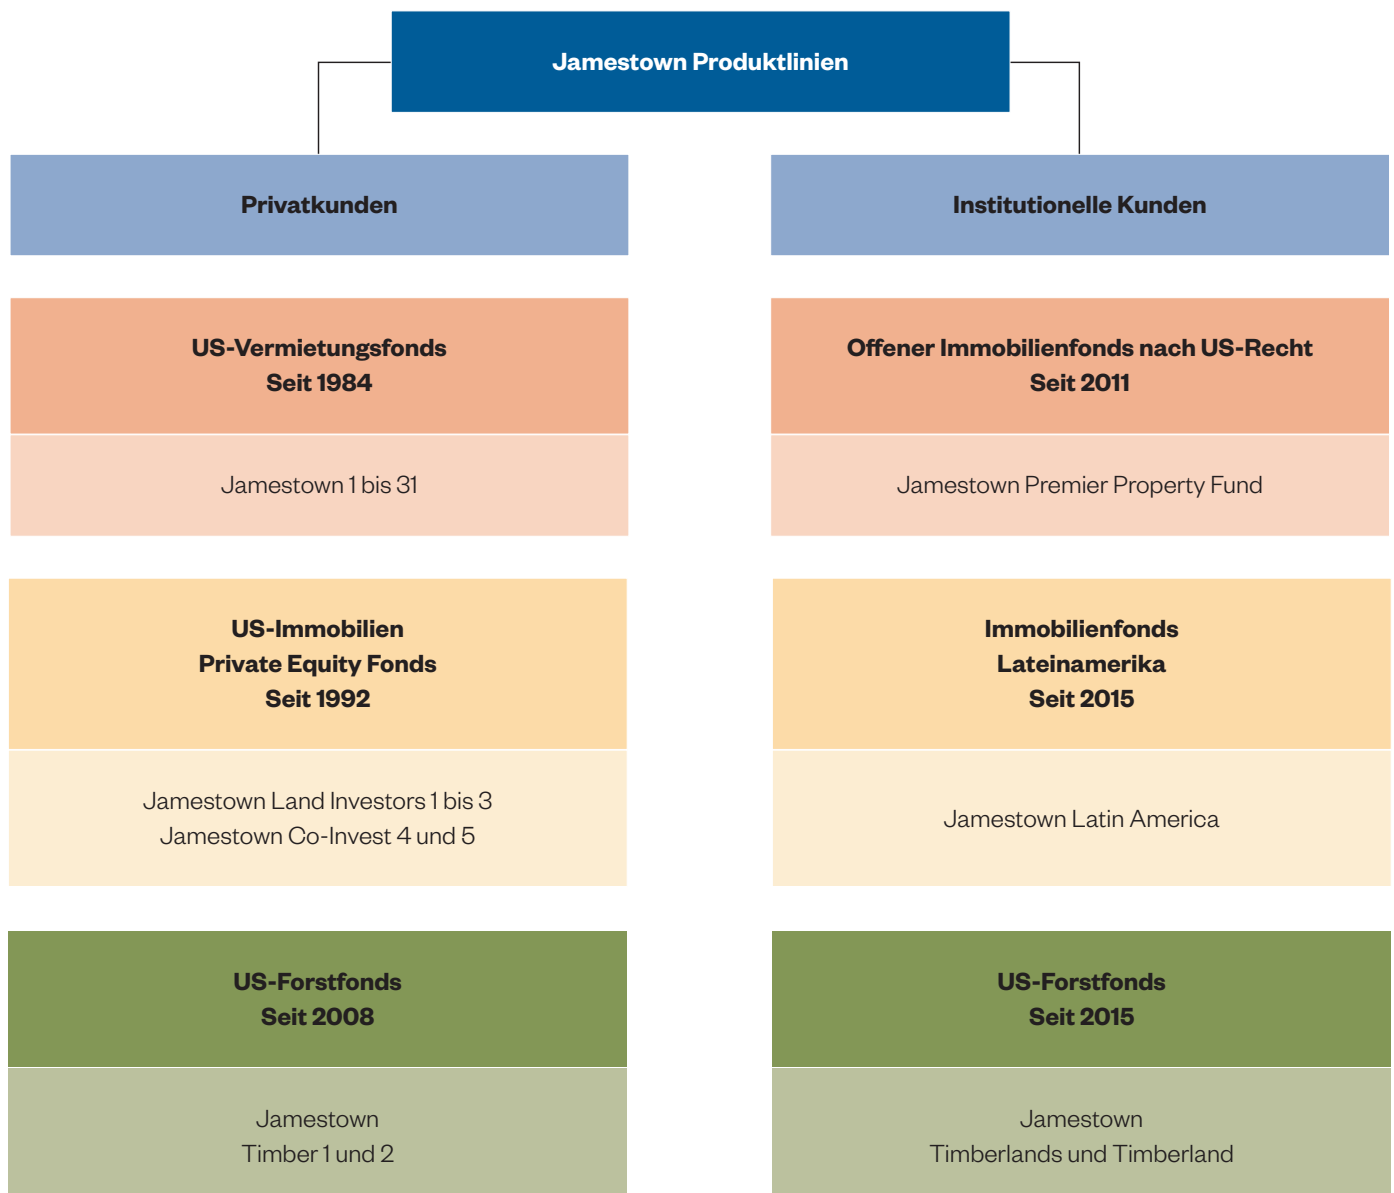 Jamestown Produktlinien
Privatkunden
Institutionelle Kunden
US-Vermietungsfonds
Seit 1984
Jamestown 1 bis 31
Offener Immobilienfonds nach US-Recht
Seit 2011
Jamestown Premier Property Fund
US-Immobilien
Private Equity Fonds
Seit 1992
Jamestown Land Investors 1 bis 3
Jamestown Co-Invest 4 und 5
Immobilienfonds
Lateinamerika
Seit 2015
Jamestown Latin America
US-Forstfonds
Seit 2008
Jamestown
Timber 1 und 2
US-Forstfonds
Seit 2015
Jamestown
Timberlands und Timberland